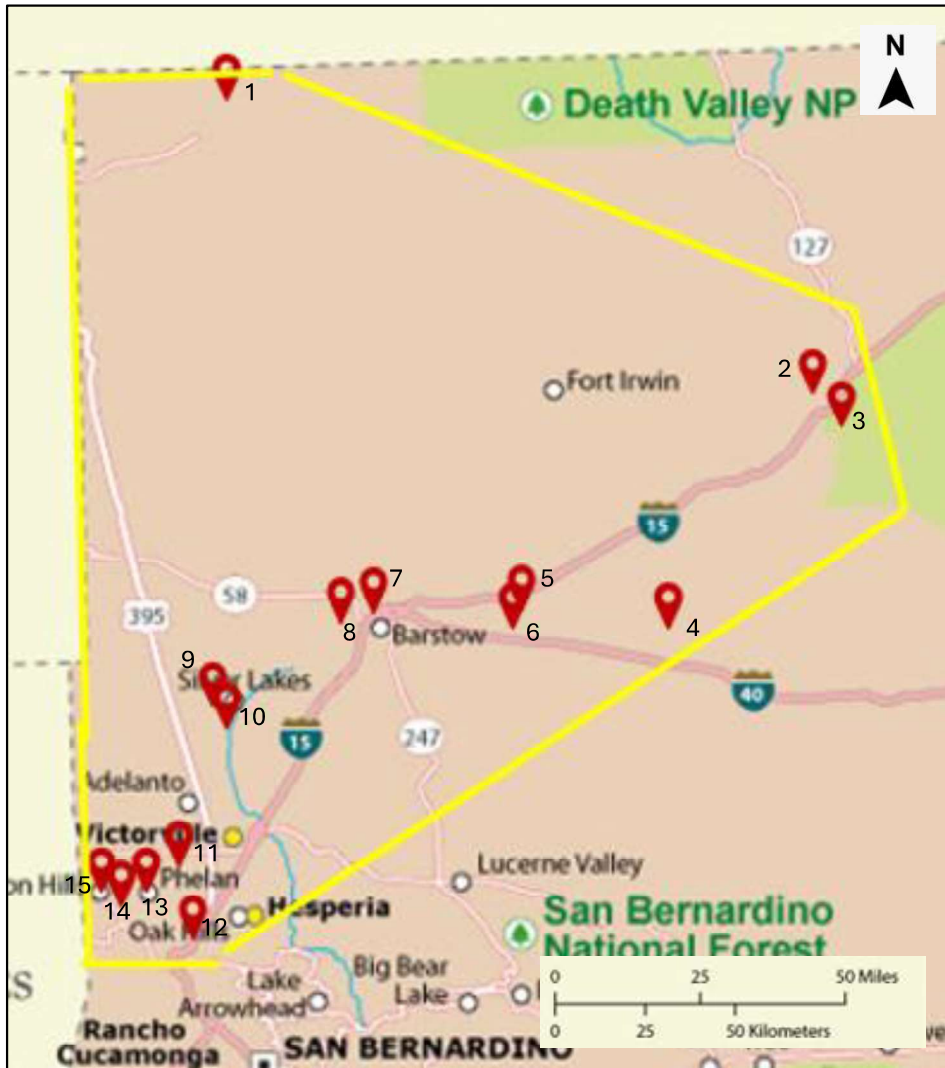 N
1
Death Valley NP
127
2
Fort Irwin
3
15
58
7
5
395
8
6
4
Barstow
9
Lakes
10
40
15
247
Adelanto
Victorville
11
Lucerne Valley
15
Phelan
14
13
Hesperia
12
Oak Hills
San Bernardino
National Forest
Big Bear
Lake
Lake
Arrowhead
0 25 50 Miles
0 25 50 Kilometers
Rancho
Cucamonga
SAN BERNARDINO